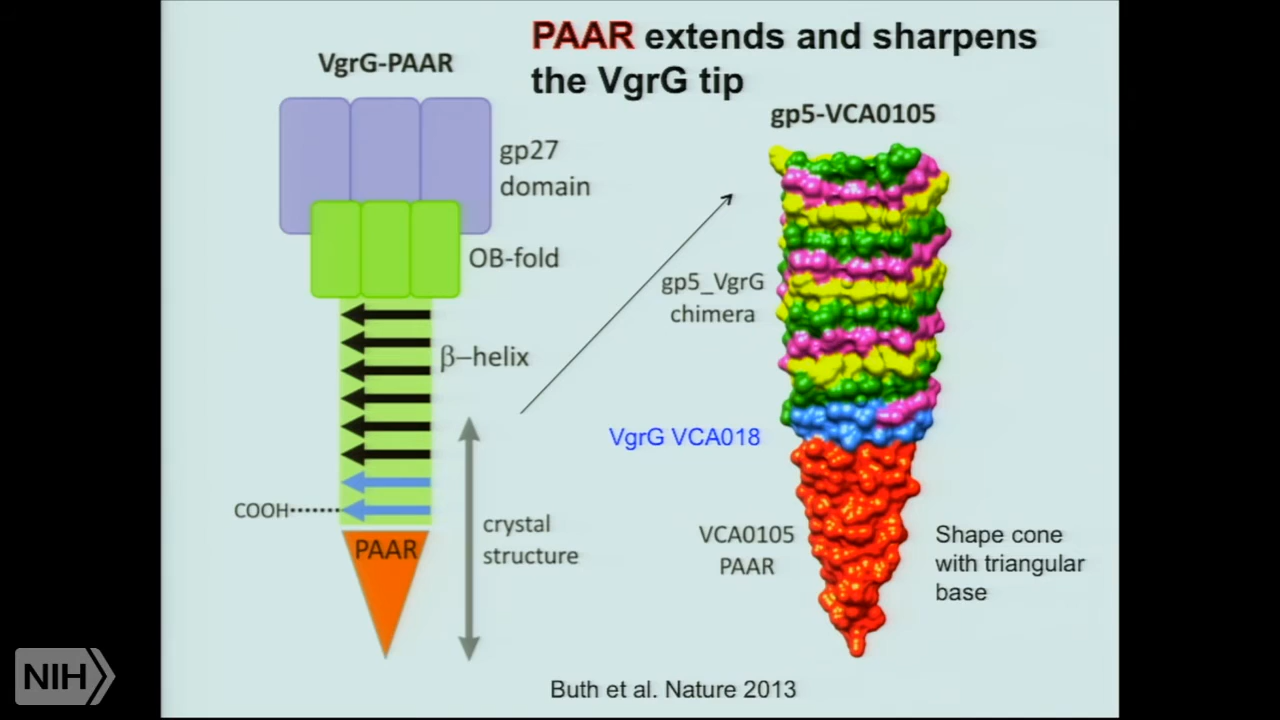 PAAR extends and sharpens
the VgrG tip
VgrG-PAAR
gp27
domain
OB-fold
β-helix
COOH
PAAR
crystal
structure
gp5-VCA0105
gp5_VgrG
chimera
VgrG VCA018
VCA0105
PAAR
Shape cone
with triangular
base
Buth et al. Nature 2013
NIH